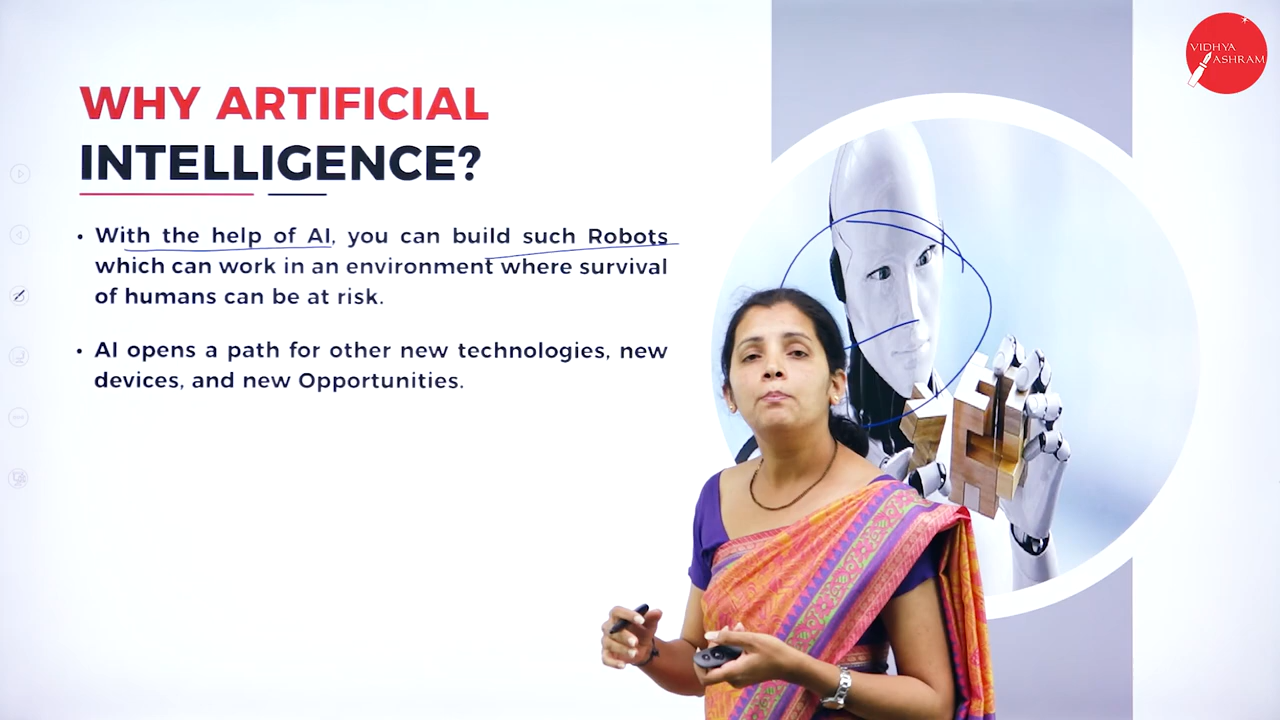 VIDHYA
ASHRAM
WHY ARTIFICIAL
INTELLIGENCE?
• With the help of AI, you can build such Robots
which can work in an environment where survival
of humans can be at risk.
• AI opens a path for other new technologies, new
devices, and new Opportunities.